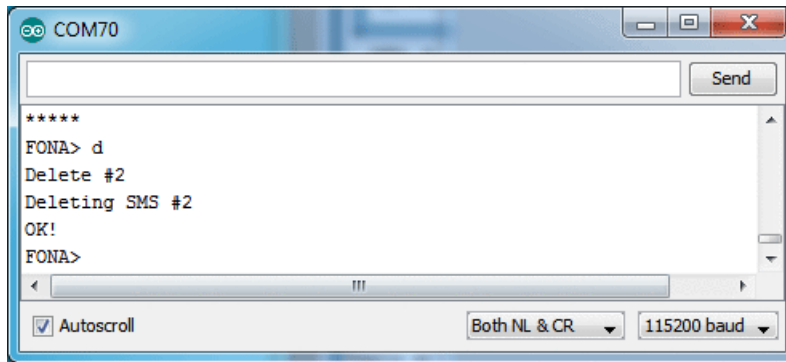 COM70
Send
*****
FONA> d
Delete #2
Deleting SMS #2
OK!
FONA>
Autoscroll
Both NL & CR
115200 baud